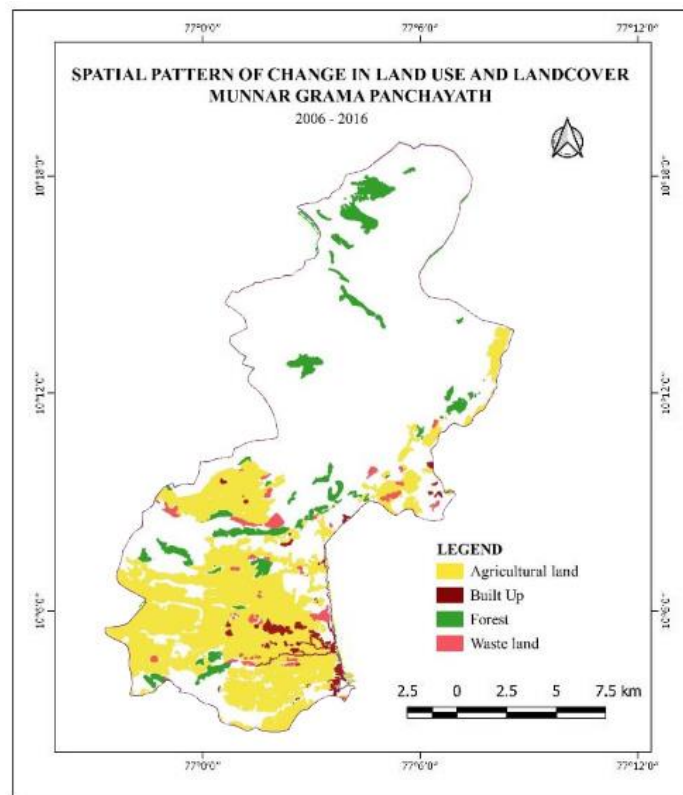 77°0'0"
77°6'0"
77°12'0"
SPATIAL PATTERN OF CHANGE IN LAND USE AND LANDCOVER
MUNNAR GRAMA PANCHAYATH
2006 - 2016
10°18'0"
10°18'0"
10°12'0"
10°12'0"
LEGEND
Agricultural land
Built Up
Forest
Waste land
10°6'0"
10°6'0"
2.5 0 2.5 5 7.5 km
77°0'0"
77°6'0"
77°12'0"